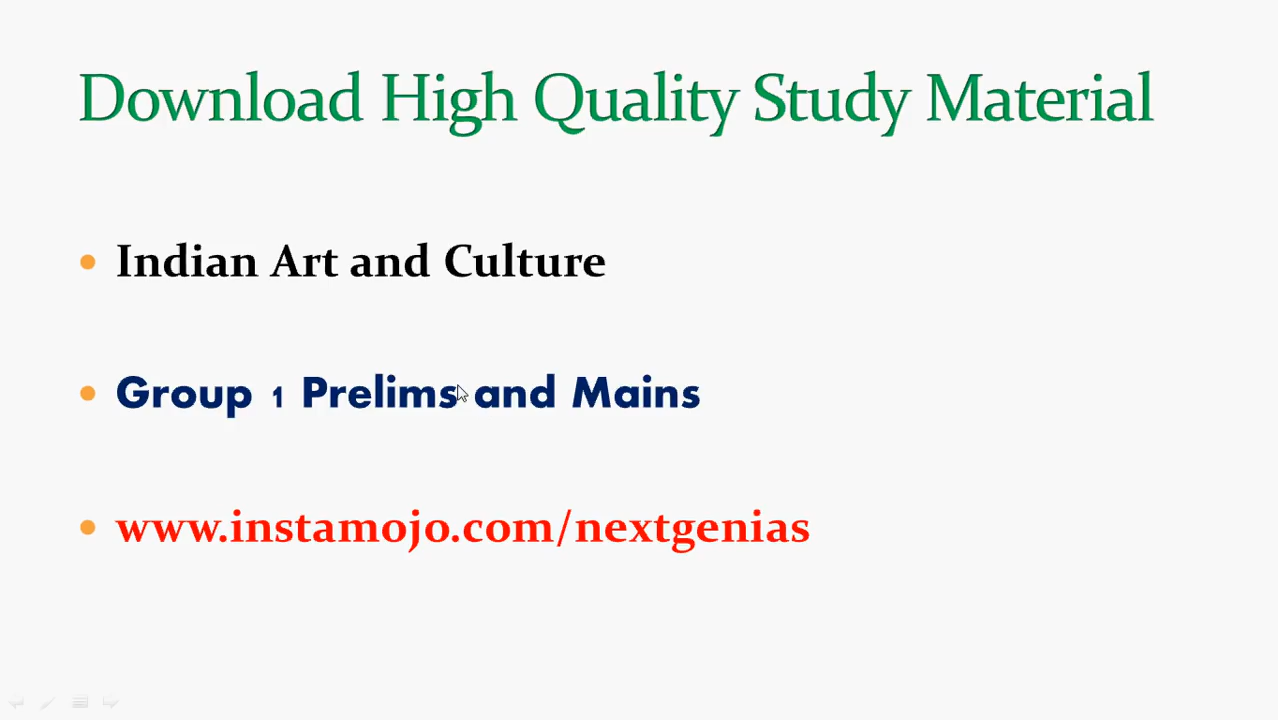 Download High Quality Study Material
Indian Art and Culture
Group 1 Prelims and Mains
www.instamojo.com/nextgenias